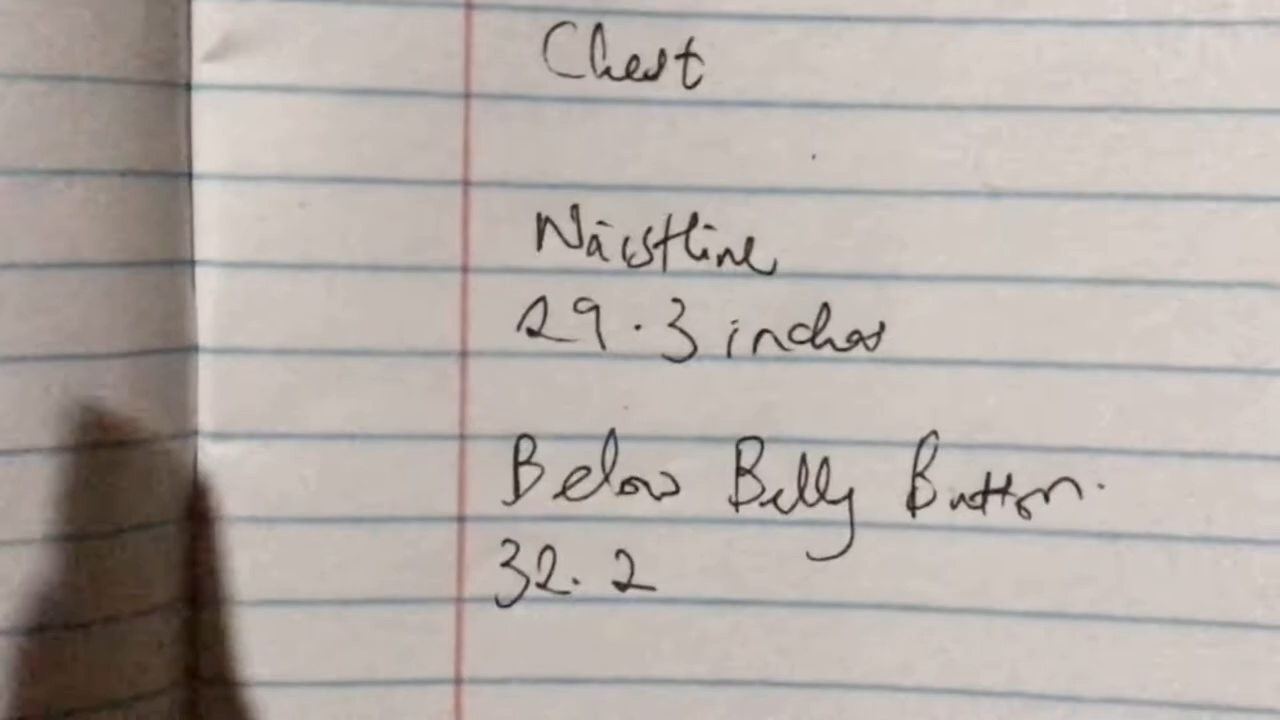 Chest
Waistline
29.3 inches
Below Belly Button.
32.2